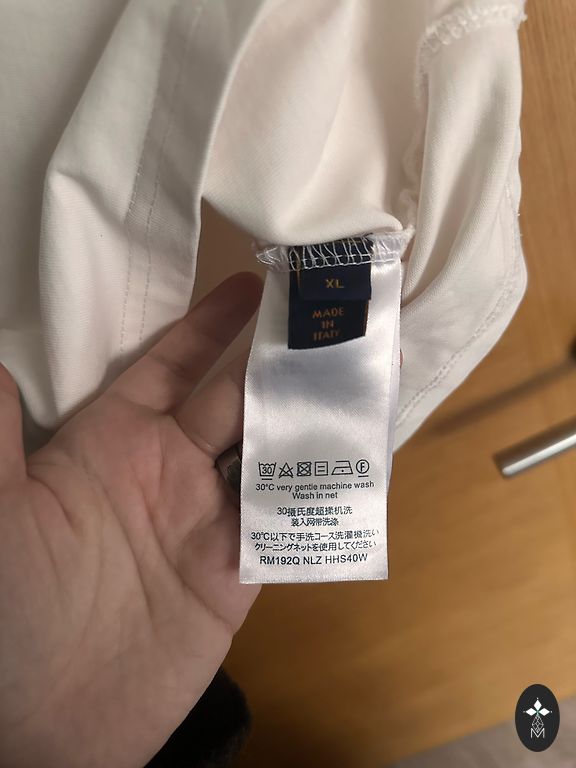 XL
MADE
IN
ITALY
30
F
30°C very gentle machine wash
Wash in net
30摄氏度超揉机洗
装入网带洗涤
30℃以下で手洗コース洗濯機洗い
クリーニングネットを使用してください
RM192Q NLZ HHS40W
M